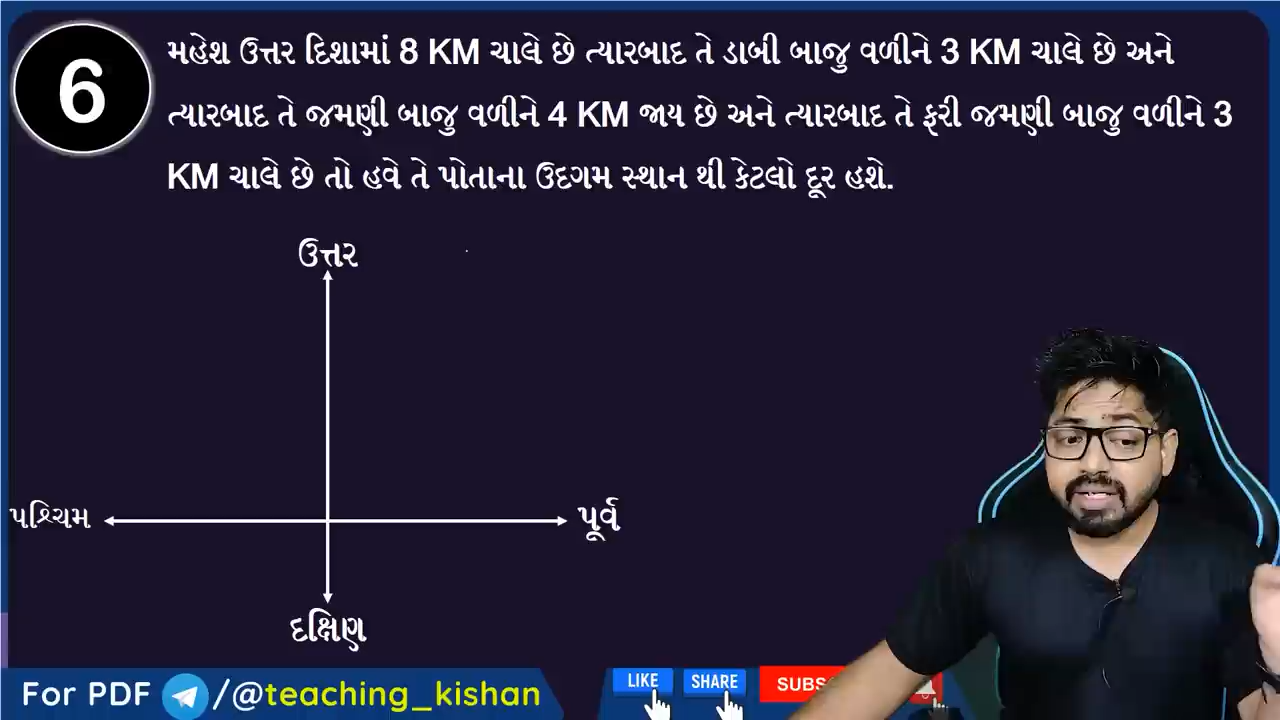 6
મહેશ ઉત્તર દિશામાં 8 KM ચાલે છે ત્યારબાદ તે ડાબી બાજુ વળીને 3 KM ચાલે છે અને
ત્યારબાદ તે જમણી બાજુ વળીને 4 KM જાય છે અને ત્યારબાદ તે ફરી જમણી બાજુ વળીને 3
KM ચાલે છે તો હવે તે પોતાના ઉદગમ સ્થાન થી કેટલો દૂર હશે.
ઉત્તર
પશ્ચિમ
પૂર્વ
દક્ષિણ
For PDF /@teaching_kishan
LIKE
SHARE